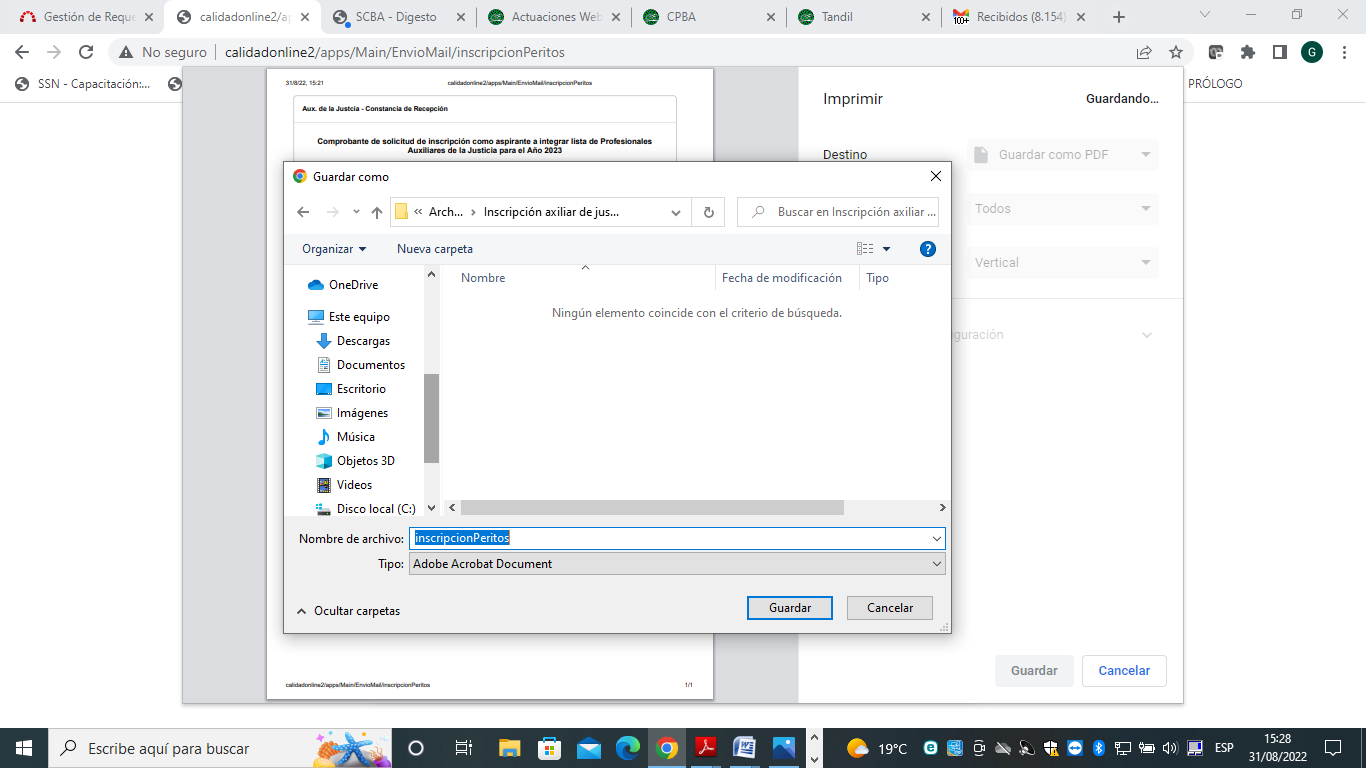 Gestión de Reque
calidadonline2/a
SCBA - Digesto
Actuaciones Web
CPBA
Tandil
100+
Recibidos (8.154)
No seguro
calidadonline2/apps/Main/EnvioMail/inscripcionPeritos
G
SSN - Capacitación:...
PRÓLOGO
31/8/22, 15:21
calidadonline2/apps/Main/EnvioMail/inscripcionPeritos
Aux. de la Justcía - Constancia de Recepción
Comprobante de solicitud de inscripción como aspirante a integrar lista de Profesionales
Auxiliares de la Justicia para el Año 2023
Imprimir
Guardando...
Destino
Guardar como PDF
Todos
Vertical
guración
Guardar como
« Arch... › Inscripción axiliar de jus...
Buscar en Inscripción axiliar ...
Organizar
Nueva carpeta
?
Nombre
Fecha de modificación
Tipo
Ningún elemento coincide con el criterio de búsqueda.
OneDrive
Este equipo
Descargas
Documentos
Escritorio
Imágenes
Música
Objetos 3D
Videos
Disco local (C:)
Nombre de archivo:
inscripcionPeritos
Tipo:
Adobe Acrobat Document
Ocultar carpetas
Guardar
Cancelar
calidadonline2/apps/Main/EnvioMail/inscripcionPeritos
1/1
Guardar
Cancelar
Escribe aquí para buscar
19°C
ESP
15:28
31/08/2022